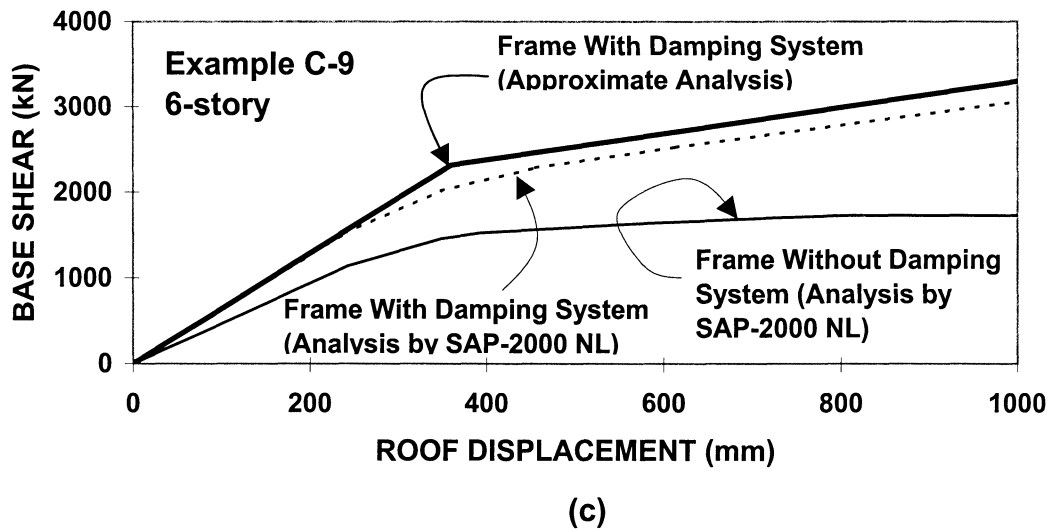 4000
3000
2000
1000
0
BASE SHEAR (kN)
Example C-9
6-story
Frame With Damping System
(Approximate Analysis)
Frame With Damping System
(Analysis by SAP-2000 NL)
Frame Without Damping
System (Analysis by
SAP-2000 NL)
0 200 400 600 800 1000
ROOF DISPLACEMENT (mm)
(c)